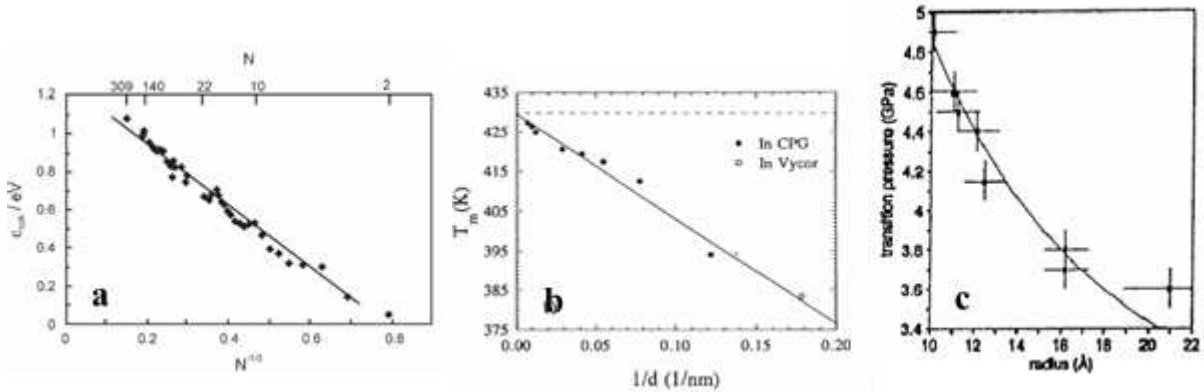 N
309 140 22 10 2
1.2
1
0.8
0.6
0.4
0.2
0
/ eV
a
0 0.2 0.4 0.6 0.8
N
435
425
415
405
395
385
375
T_m (K)
In CPG
In Vycor
b
0.00 0.05 0.10 0.15 0.20
1/d (1/nm)
5
4.8
4.6
4.4
4.2
4
3.8
3.6
3.4
transition pressure (GPa)
c
10 12 14 16 18 20 22
radius (Å)